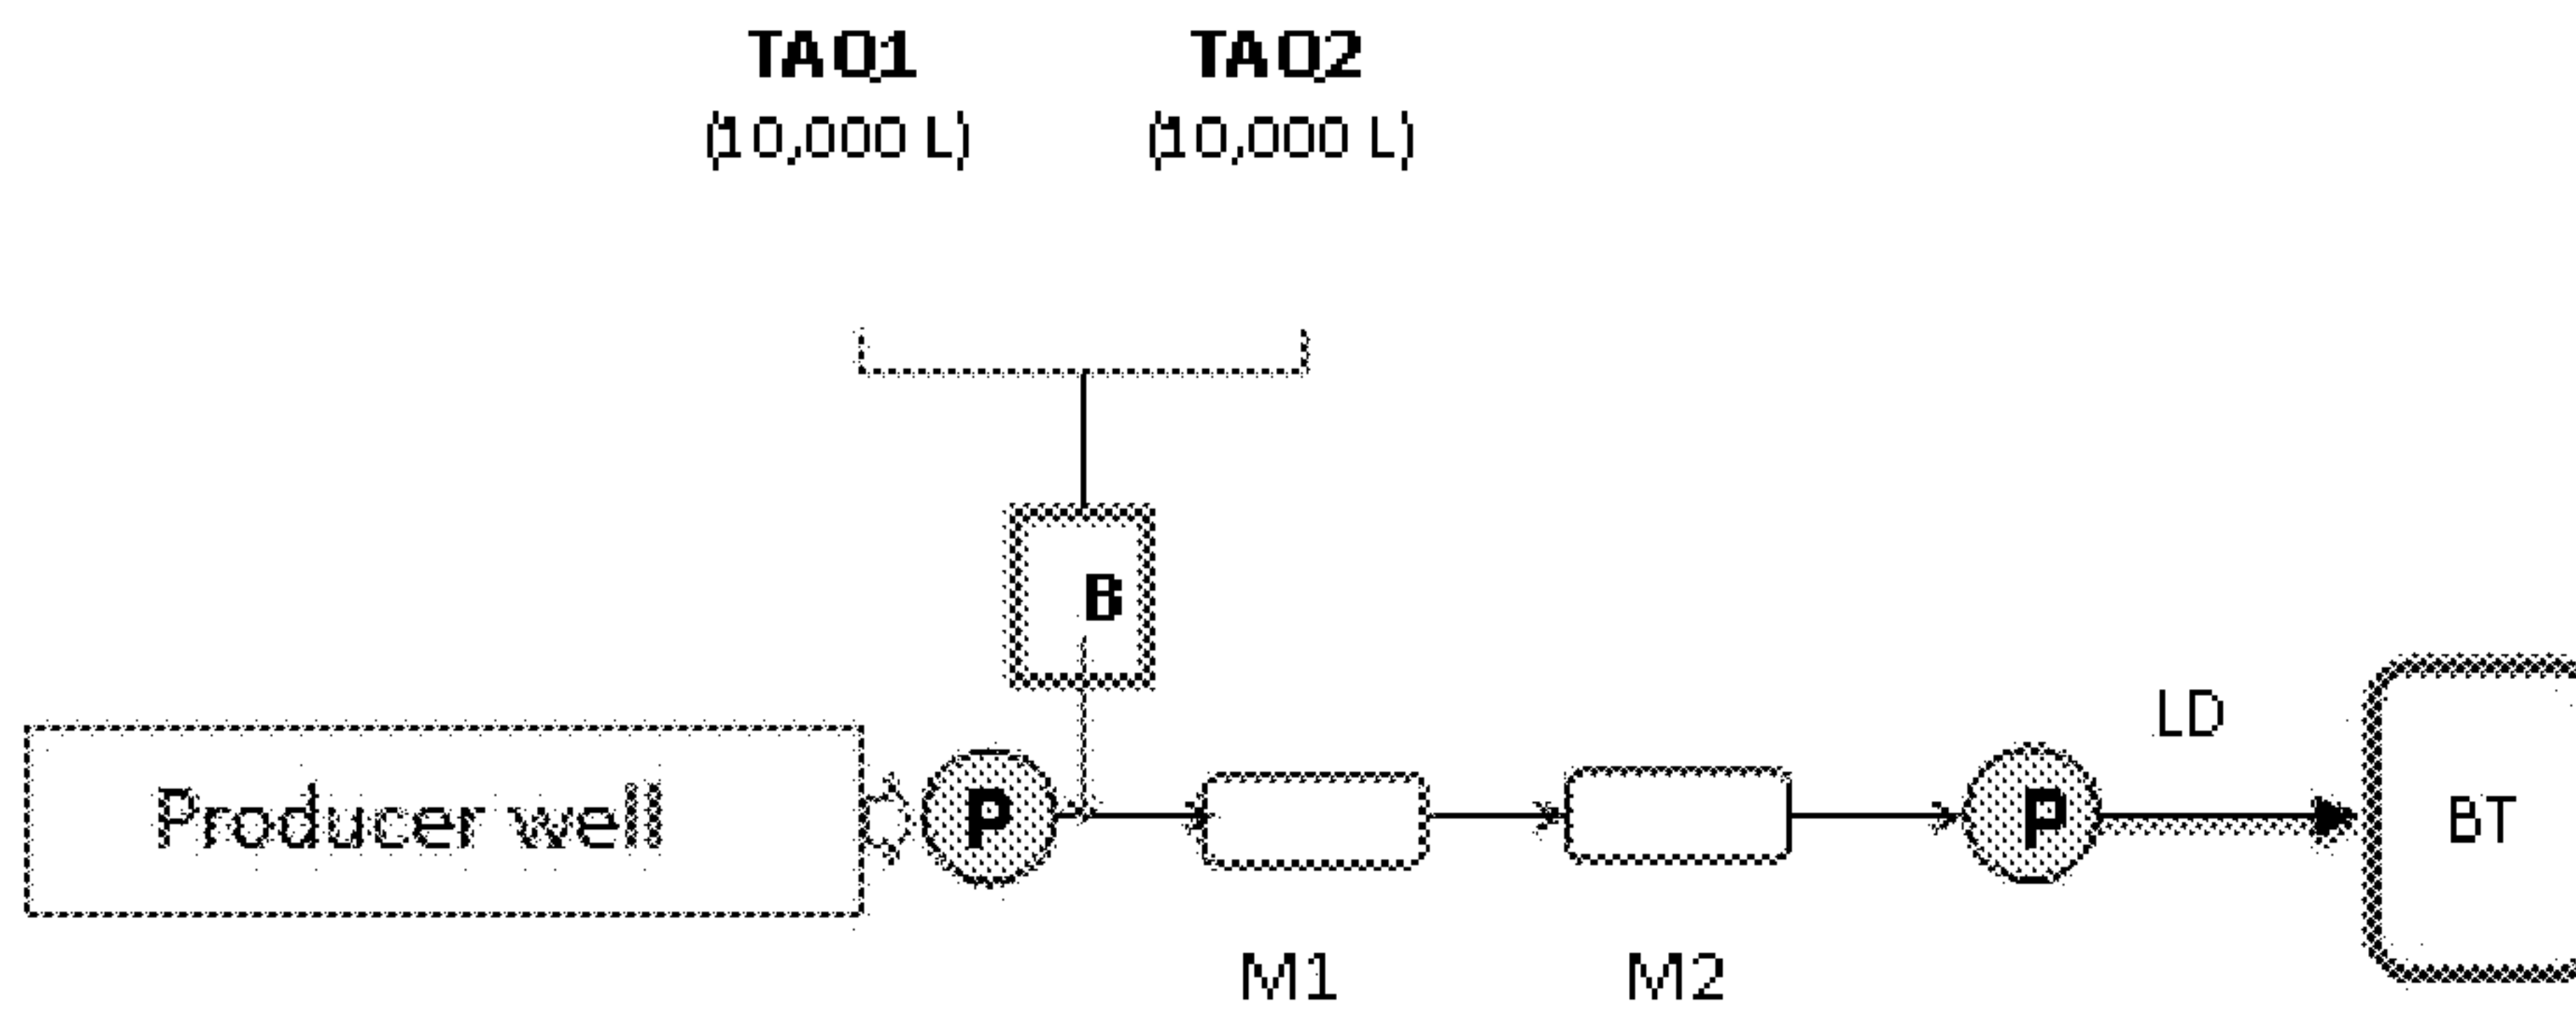 TAQ1
TAQ2
(10,000 L)
(10,000 L)
B
LD
Producer well
P
P
BT
M1
M2